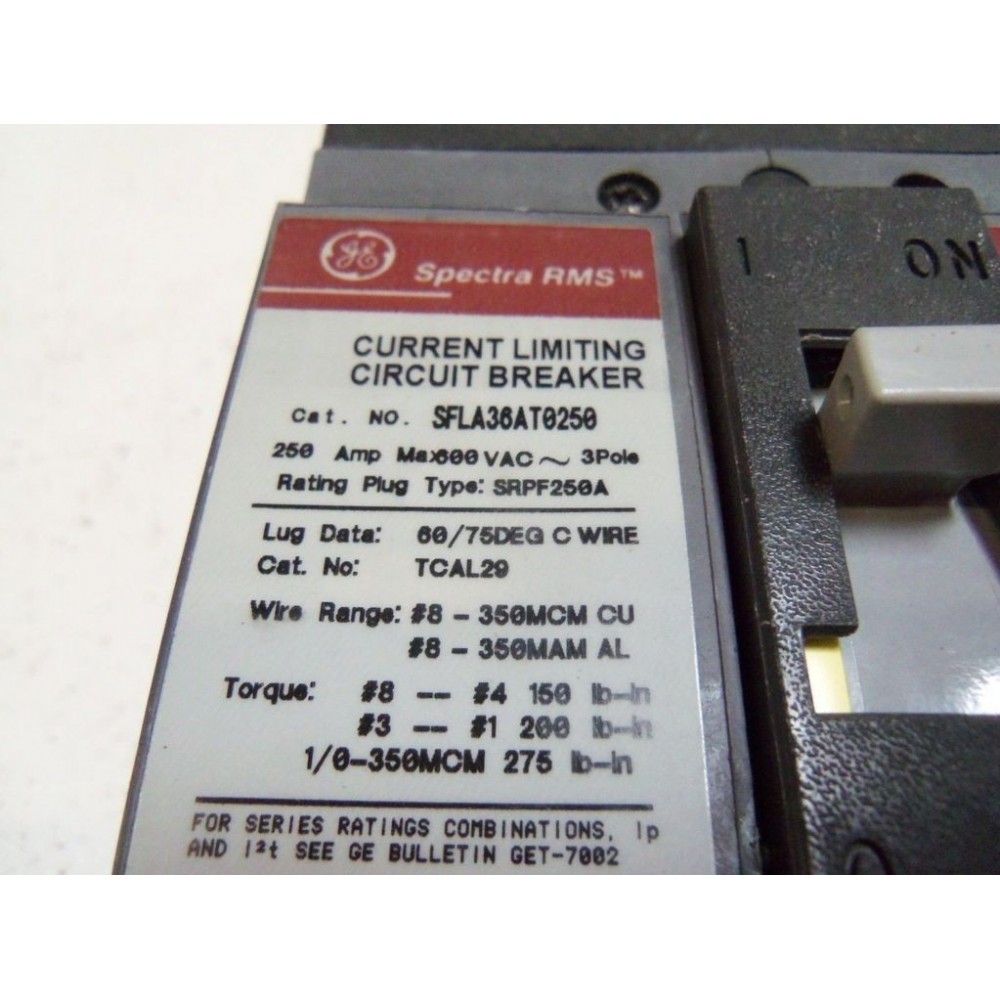 GE Spectra RMS™
CURRENT LIMITING
CIRCUIT BREAKER
Cat. NO. SFLA36AT0250
250 Amp Max600 VAC ~ 3Pole
Rating Plug Type: SRPF250A
Lug Data: 60/75DEG C WIRE
Cat. No: TCAL29
Wire Range: #8 - 350MCM CU
#8 - 350MAM AL
Torque: #8 -- #4 150 lb-in
#3 -- #1 200 lb-in
1/0-350MCM 275 lb-in
FOR SERIES RATINGS COMBINATIONS, Ip
AND I²t SEE GE BULLETIN GET-7002
1 ON